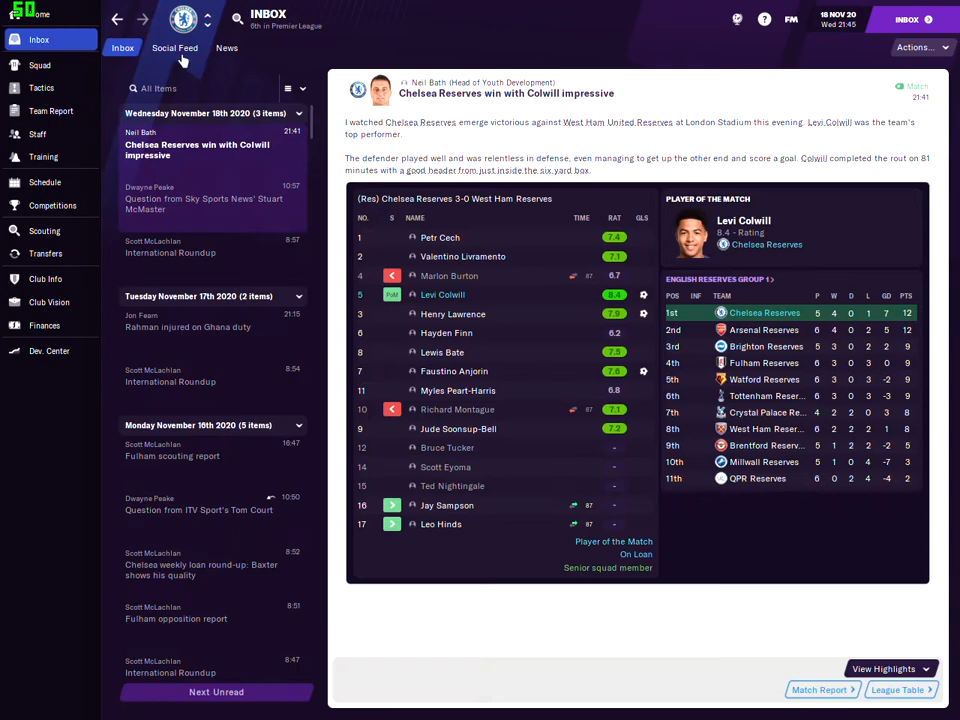 50
ome
INBOX
6th in Premier League
?
FM
18 NOV 20
Wed 21:45
INBOX
Inbox
Social Feed
News
Actions...
Inbox
Squad
Tactics
Team Report
Staff
Training
Schedule
Competitions
Scouting
Transfers
Club Info
Club Vision
Finances
Dev. Center
All Items
Wednesday November 18th 2020 (3 items)
Neil Bath 21:41
Chelsea Reserves win with Colwill
impressive
Dwayne Peake 10:57
Question from Sky Sports News' Stuart
McMaster
Scott McLachlan 8:57
International Roundup
Tuesday November 17th 2020 (2 items)
Jon Fearn 21:15
Rahman injured on Ghana duty
Scott McLachlan 8:54
International Roundup
Monday November 16th 2020 (5 items)
Scott McLachlan 16:47
Fulham scouting report
Dwayne Peake 10:50
Question from ITV Sport's Tom Court
Scott McLachlan 8:52
Chelsea weekly loan round-up: Baxter
shows his quality
Scott McLachlan 8:51
Fulham opposition report
Scott McLachlan 8:47
International Roundup
Next Unread
Neil Bath (Head of Youth Development)
Chelsea Reserves win with Colwill impressive
Match
21:41
I watched Chelsea Reserves emerge victorious against West Ham United Reserves at London Stadium this evening. Levi Colwill was the team's
top performer.
The defender played well and was relentless in defense, even managing to get up the other end and score a goal. Colwill completed the rout on 81
minutes with a good header from just inside the six yard box.
(Res) Chelsea Reserves 3-0 West Ham Reserves
NO. S NAME TIME RAT GLS
1 Petr Cech 7.4
2 Valentino Livramento 7.1
4 Marlon Burton 87 6.7
5 PoM Levi Colwill 8.4
3 Henry Lawrence 7.9
6 Hayden Finn 6.2
8 Lewis Bate 7.5
7 Faustino Anjorin 7.6
11 Myles Peart-Harris 6.8
10 Richard Montague 87 7.1
9 Jude Soonsup-Bell 7.2
12 Bruce Tucker -
14 Scott Eyoma -
15 Ted Nightingale -
16 Jay Sampson 87 -
17 Leo Hinds 87 -
Player of the Match
On Loan
Senior squad member
PLAYER OF THE MATCH
Levi Colwill
8.4 - Rating
Chelsea Reserves
ENGLISH RESERVES GROUP 1
POS INF TEAM P W D L GD PTS
1st Chelsea Reserves 5 4 0 1 7 12
2nd Arsenal Reserves 6 4 0 2 5 12
3rd Brighton Reserves 5 3 0 2 2 9
4th Fulham Reserves 6 3 0 3 0 9
5th Watford Reserves 6 3 0 3 -2 9
6th Tottenham Reser... 6 3 0 3 -3 9
7th Crystal Palace Re... 4 2 2 0 3 8
8th West Ham Reser... 6 2 2 2 1 8
9th Brentford Reserv... 5 1 2 2 -2 5
10th Millwall Reserves 5 1 0 4 -7 3
11th QPR Reserves 6 0 2 4 -4 2
View Highlights
Match Report
League Table